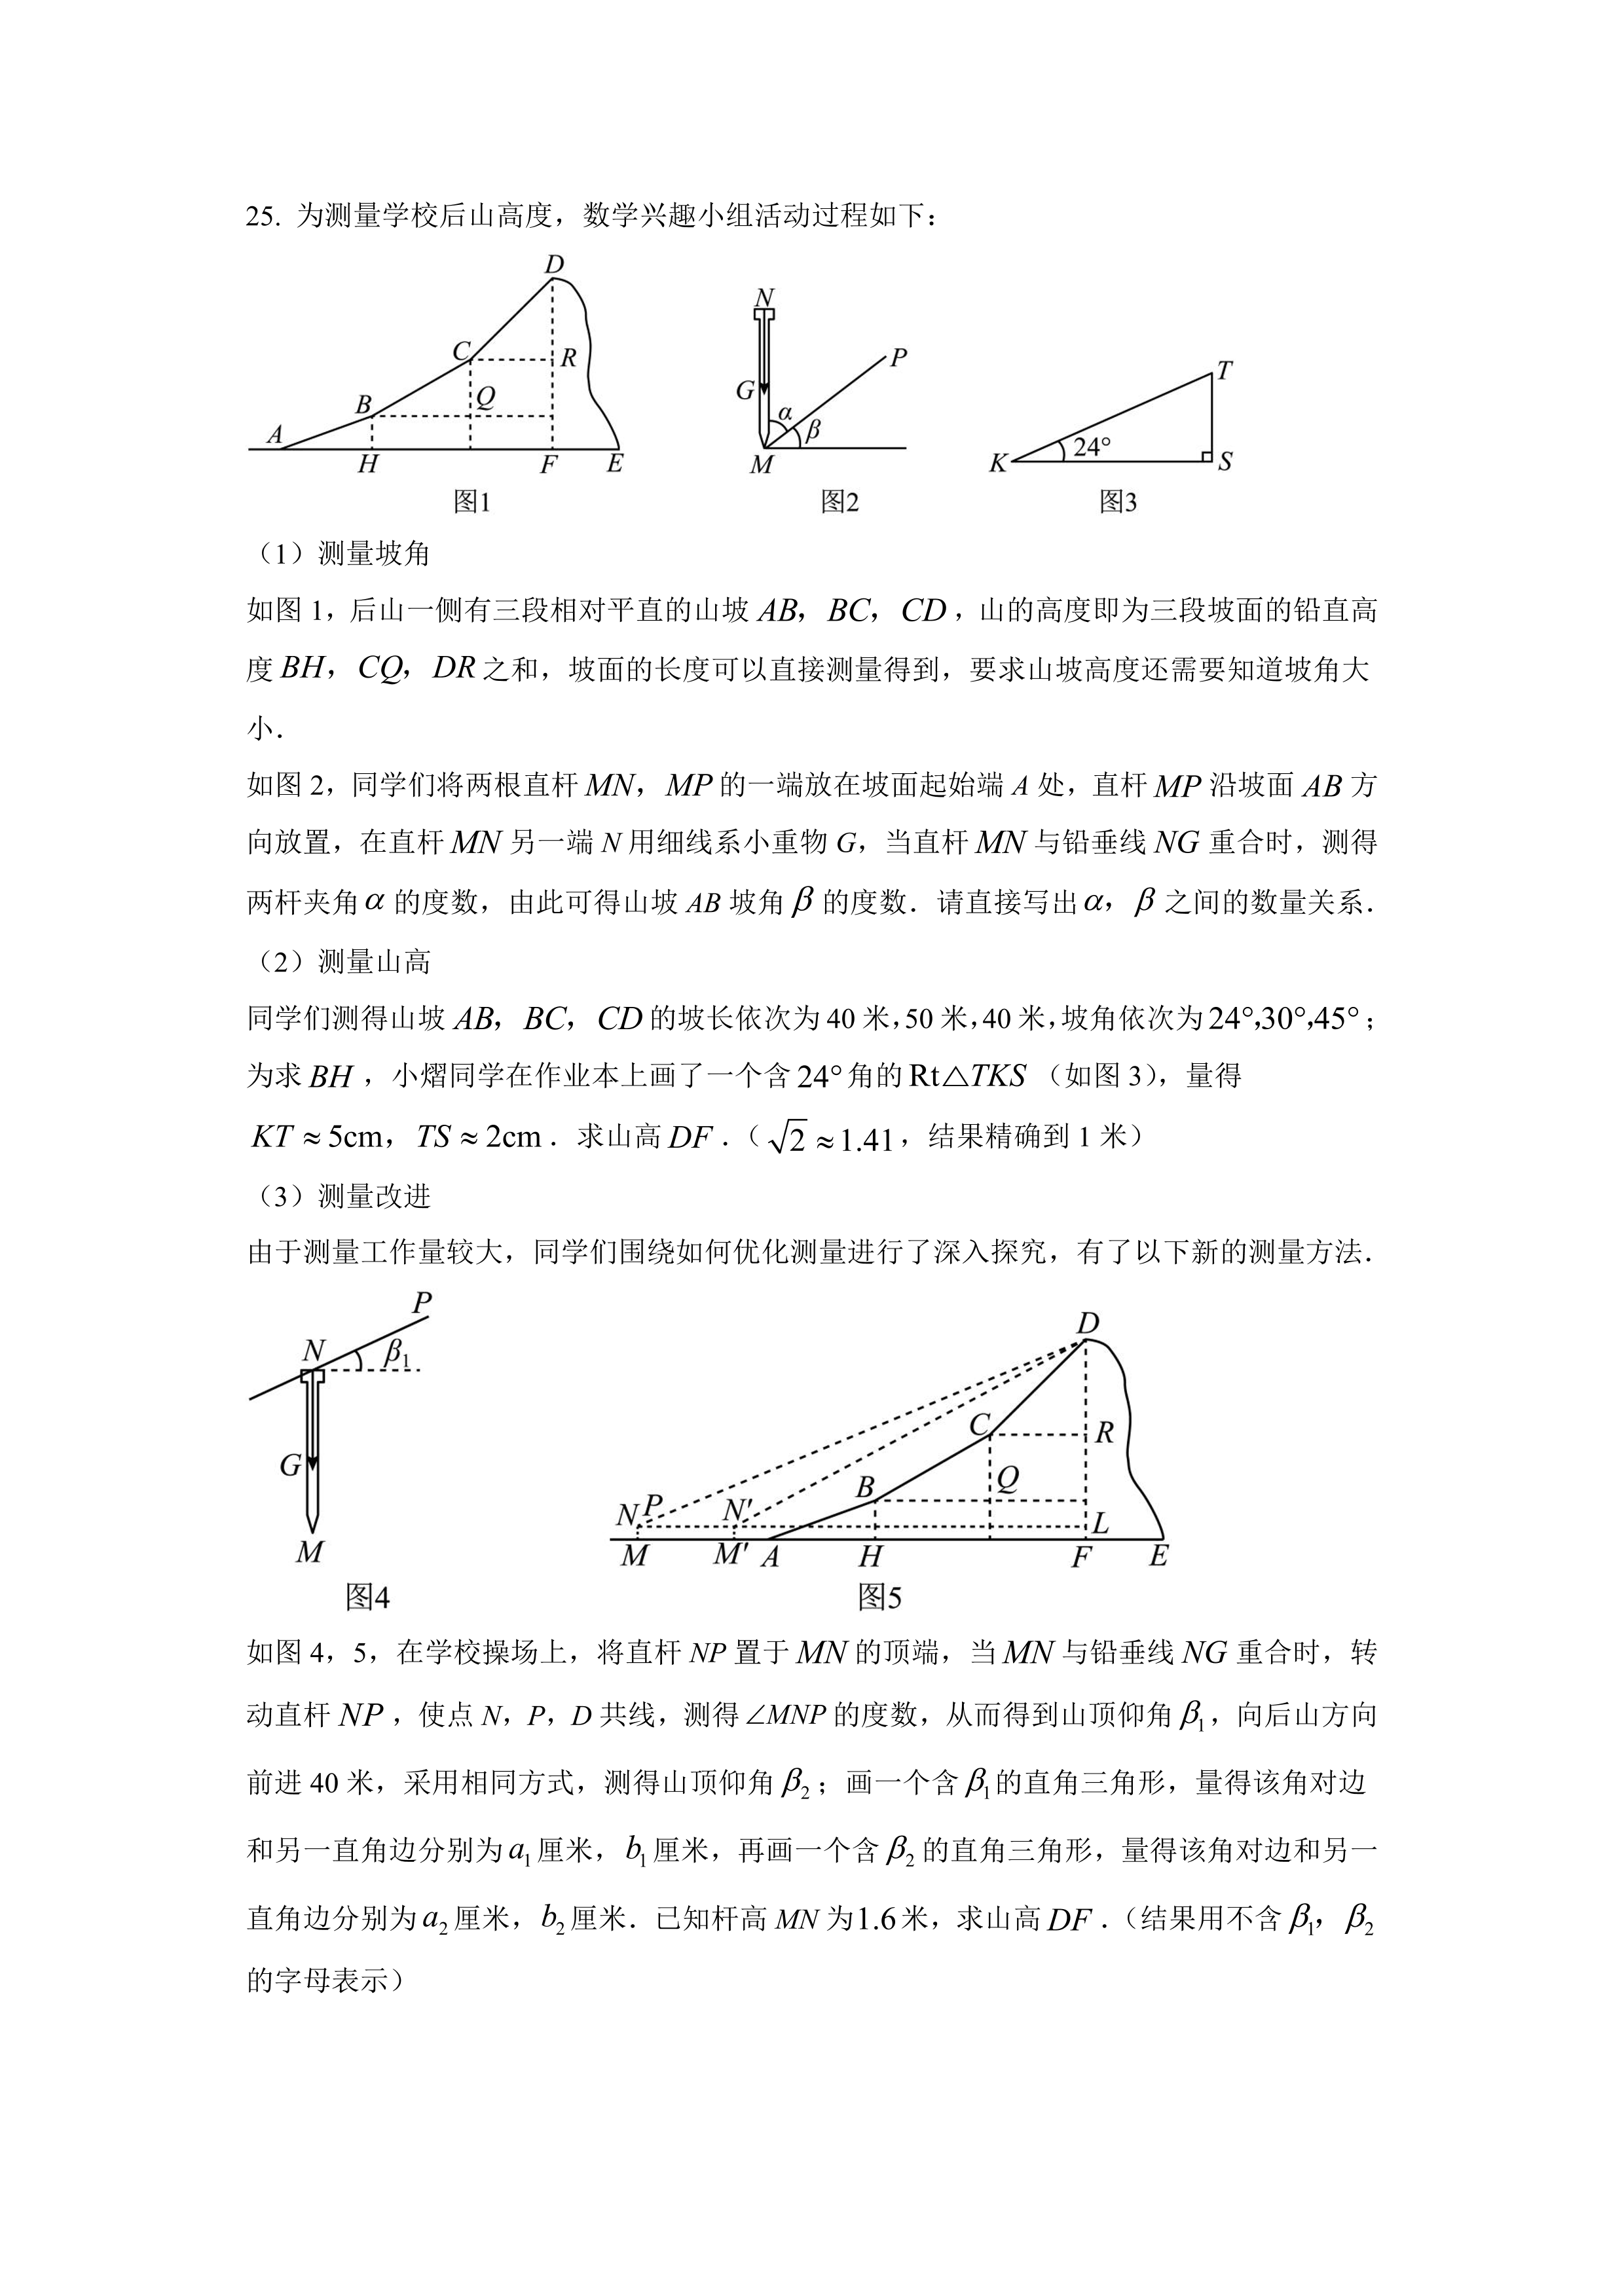 25. 为测量学校后山高度，数学兴趣小组活动过程如下：
D
C
R
B
Q
A
H
F
E
图1
N
P
G
α
β
M
图2
T
24°
K
S
图3
（1）测量坡角
如图 1，后山一侧有三段相对平直的山坡 AB，BC，CD，山的高度即为三段坡面的铅直高
度 BH，CQ，DR 之和，坡面的长度可以直接测量得到，要求山坡高度还需要知道坡角大
小．
如图 2，同学们将两根直杆 MN，MP 的一端放在坡面起始端 A 处，直杆 MP 沿坡面 AB 方
向放置，在直杆 MN 另一端 N 用细线系小重物 G，当直杆 MN 与铅垂线 NG 重合时，测得
两杆夹角 α 的度数，由此可得山坡 AB 坡角 β 的度数．请直接写出 α，β 之间的数量关系．
（2）测量山高
同学们测得山坡 AB，BC，CD 的坡长依次为 40 米，50 米，40 米，坡角依次为 24°,30°,45°；
为求 BH ，小熠同学在作业本上画了一个含 24° 角的 Rt△TKS （如图 3），量得
KT ≈ 5cm，TS ≈ 2cm．求山高 DF．（√2 ≈ 1.41，结果精确到 1 米）
（3）测量改进
由于测量工作量较大，同学们围绕如何优化测量进行了深入探究，有了以下新的测量方法．
P
N
β₁
G
M
图4
D
C
R
B
Q
N
P
N′
L
M
M′
A
H
F
E
图5
如图 4，5，在学校操场上，将直杆 NP 置于 MN 的顶端，当 MN 与铅垂线 NG 重合时，转
动直杆 NP ，使点 N，P，D 共线，测得 ∠MNP 的度数，从而得到山顶仰角 β₁，向后山方向
前进 40 米，采用相同方式，测得山顶仰角 β₂；画一个含 β₁ 的直角三角形，量得该角对边
和另一直角边分别为 a₁ 厘米，b₁ 厘米，再画一个含 β₂ 的直角三角形，量得该角对边和另一
直角边分别为 a₂ 厘米，b₂ 厘米．已知杆高 MN 为 1.6 米，求山高 DF．（结果用不含 β₁，β₂
的字母表示）